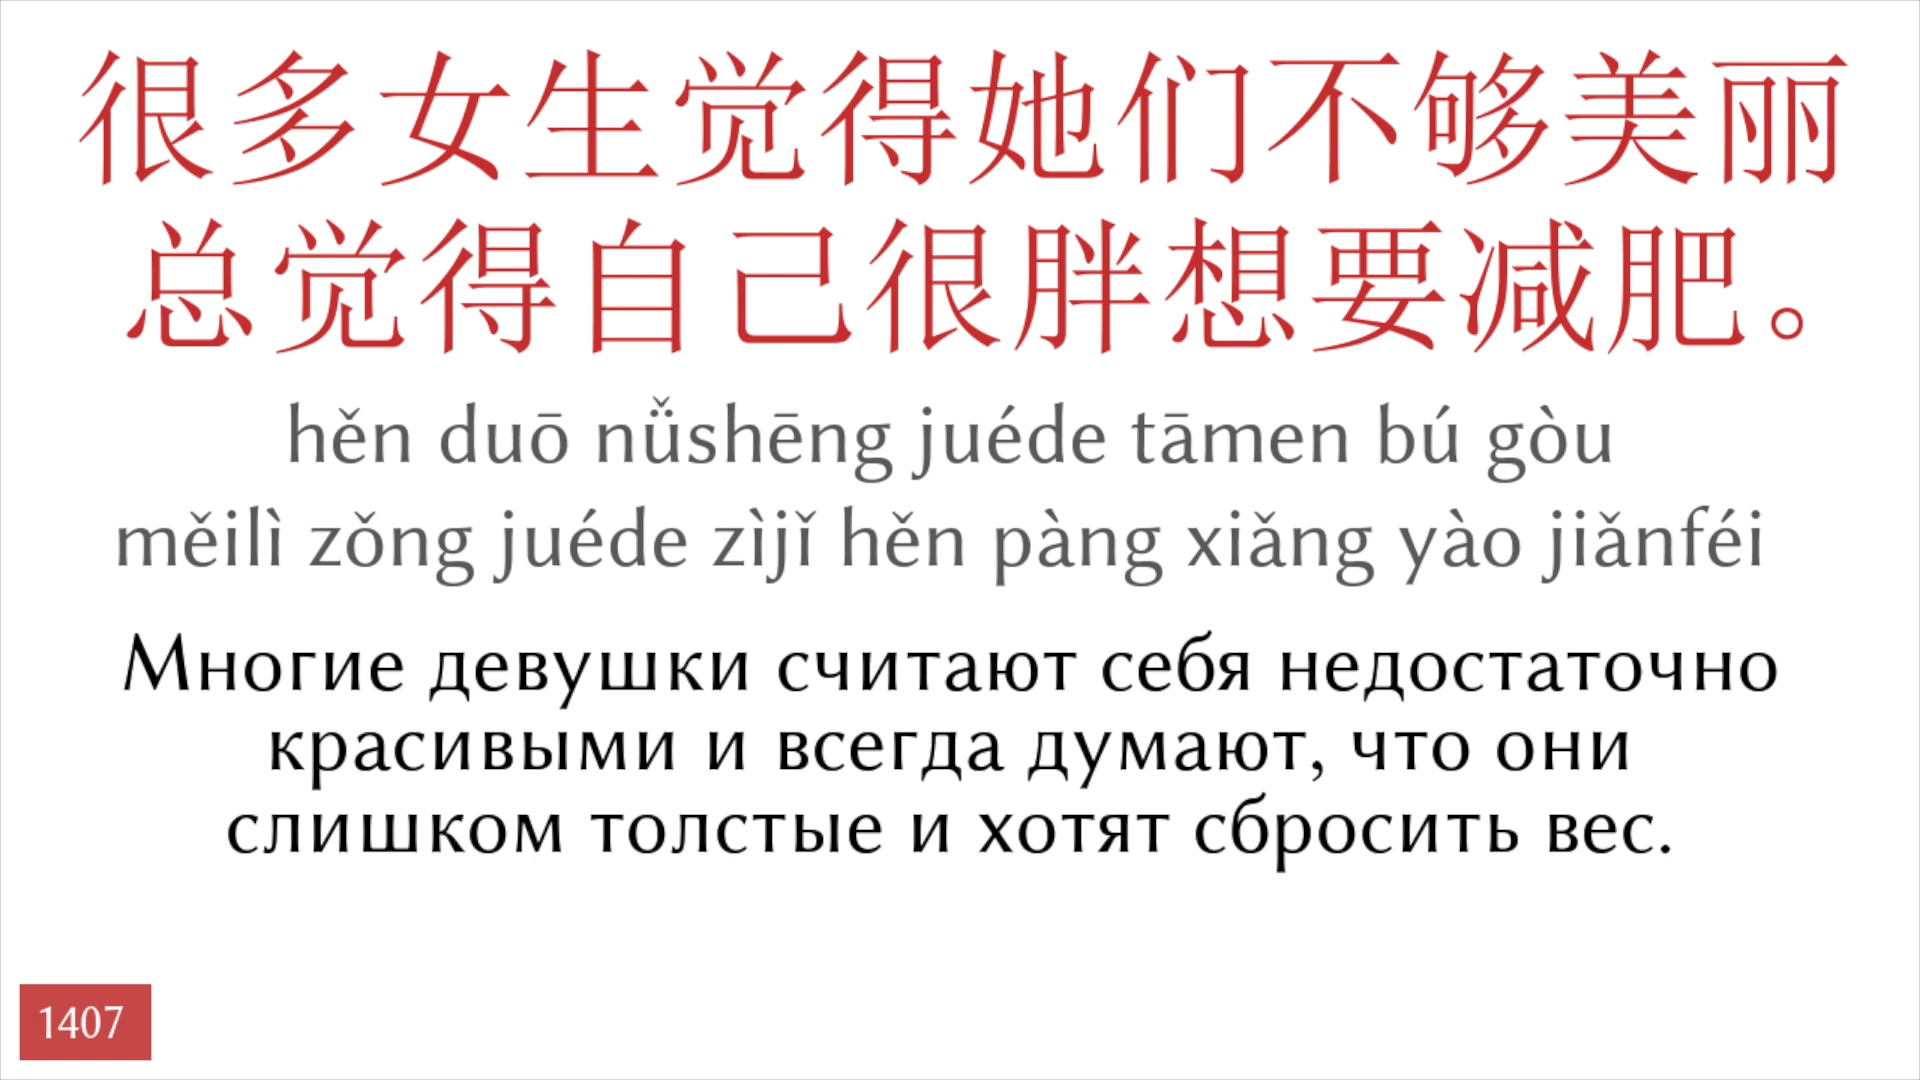 很多女生觉得她们不够美丽
总觉得自己很胖想要减肥。
hěn duō nǚshēng juéde tāmen bú gòu
měilì zǒng juéde zìjǐ hěn pàng xiǎng yào jiǎnféi
Многие девушки считают себя недостаточно
красивыми и всегда думают, что они
слишком толстые и хотят сбросить вес.
1407